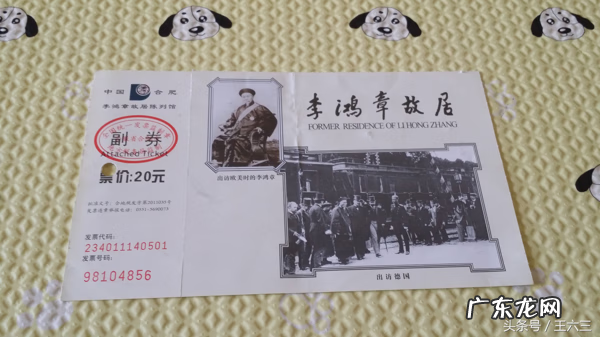 中国 合肥
李鸿章故居陈列馆
副 券
Attached Ticket
票价:20元
发票代码:
234011140501
发票号码:
98104856
出访欧美时的李鸿章
李鸿章故居
FORMER RESIDENCE OF LI HONG ZHANG
出访德国
广东龙网
头条号／王六三